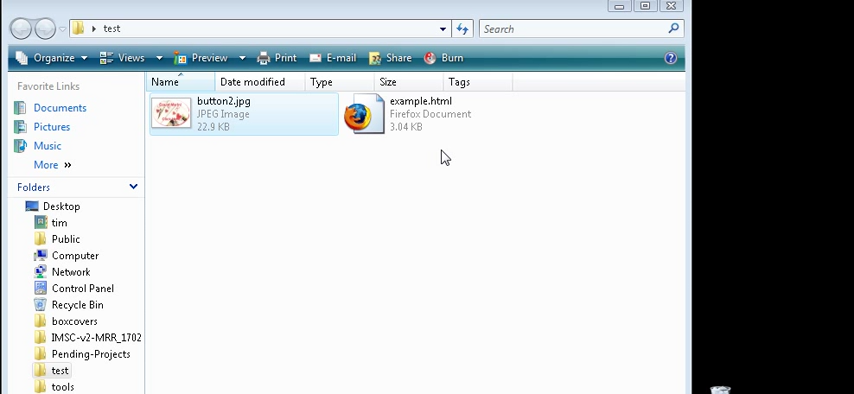 test
Search
Organize Views Preview Print E-mail Share Burn
Favorite Links
Documents
Pictures
Music
More »
Folders
Desktop
tim
Public
Computer
Network
Control Panel
Recycle Bin
boxcovers
IMSC-v2-MRR_1702
Pending-Projects
test
tools
Name Date modified Type Size Tags
button2.jpg
JPEG Image
22.9 KB
example.html
Firefox Document
3.04 KB